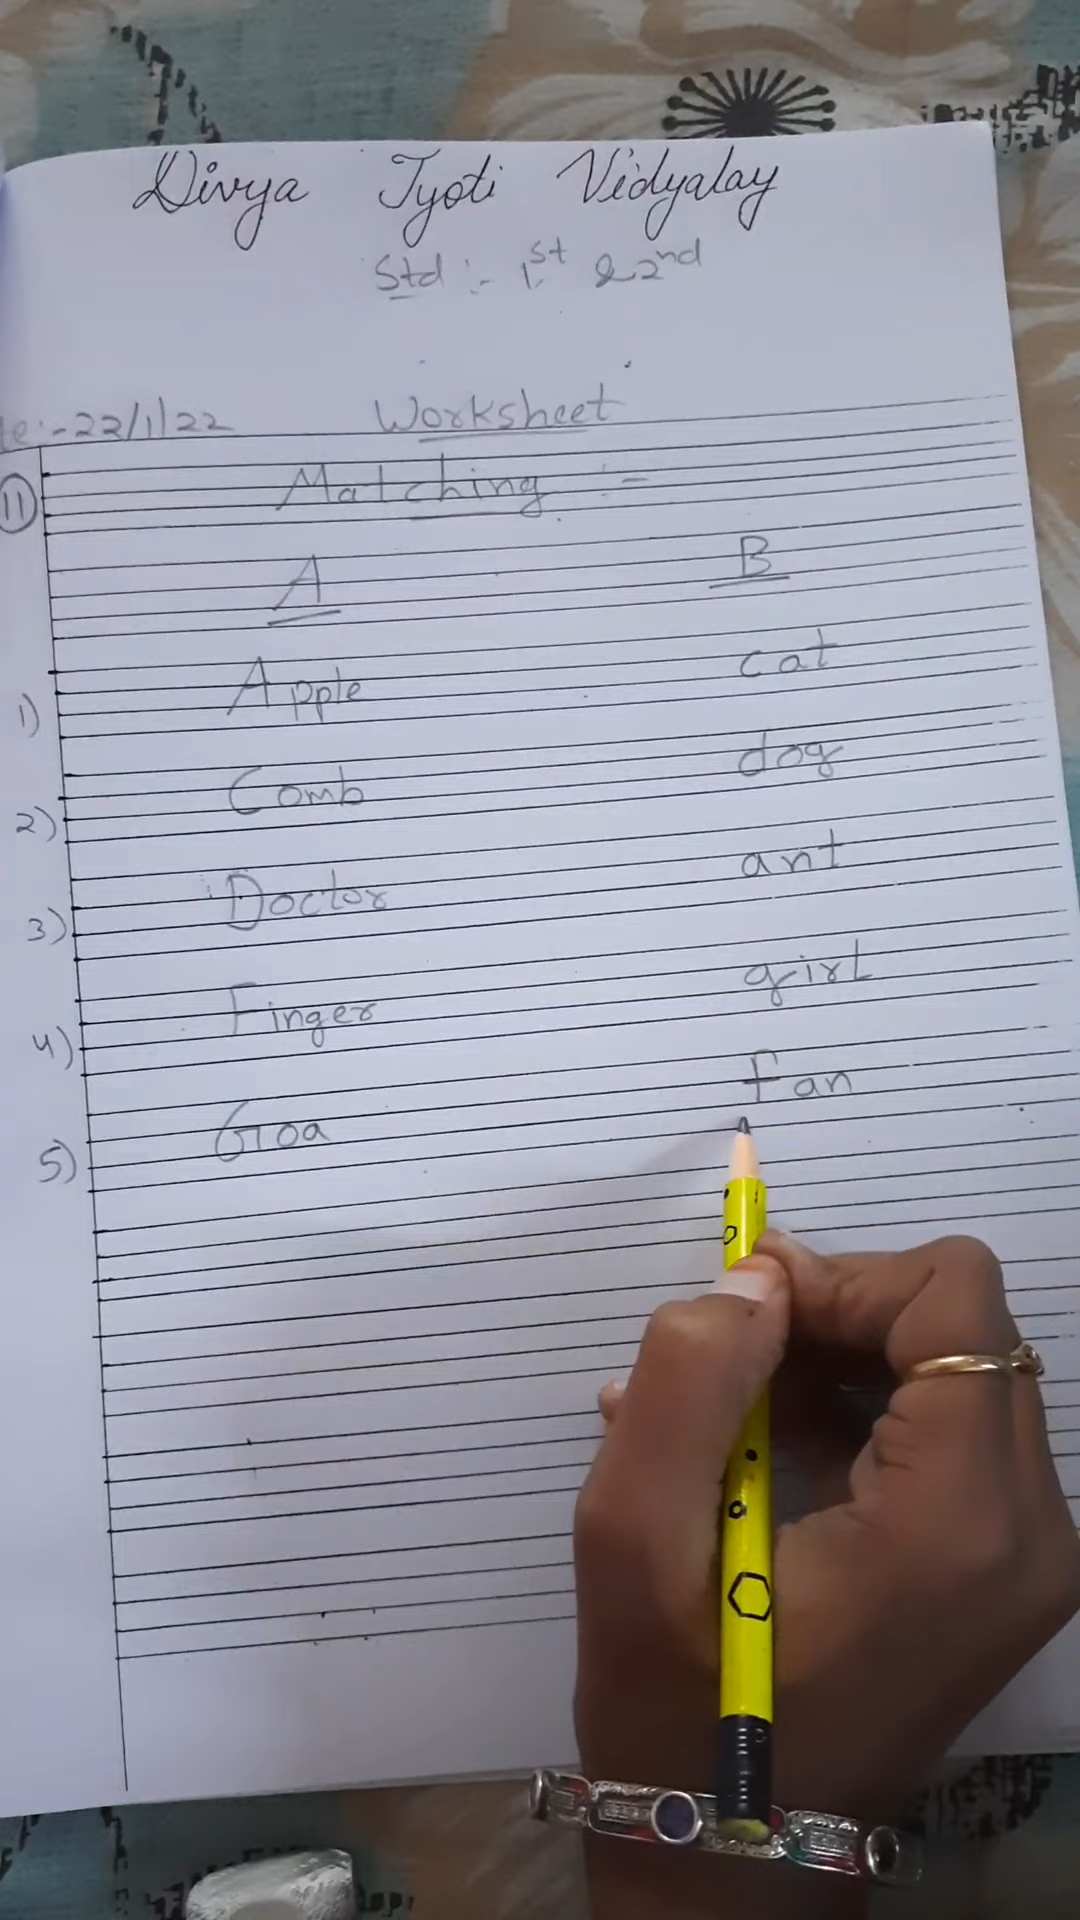 Divya Jyoti Vidyalay
Std :- 1st & 2nd
te:- 22/1/22 Worksheet
11 Matching :-
A B
1) Apple cat
2) Comb dog
3) Doctor ant
4) Finger girl
5) Goa fan